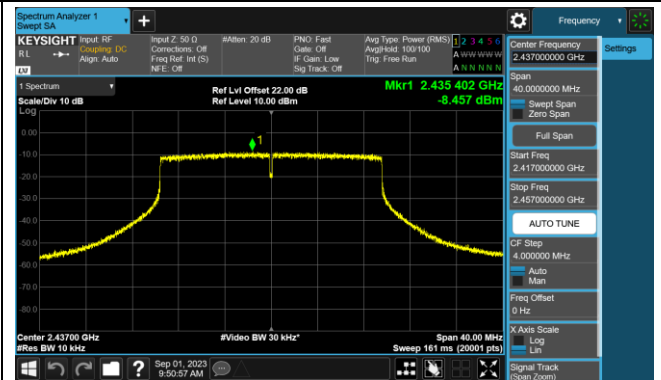 Spectrum Analyzer 1
Swept SA
+
Frequency
KEYSIGHT
RL
LXI
Input: RF
Coupling: DC
Align: Auto
Input Z: 50 Ω
Corrections: Off
Freq Ref: Int (S)
NFE: Off
#Atten: 20 dB
PNO: Fast
Gate: Off
IF Gain: Low
Sig Track: Off
Avg Type: Power (RMS)
Avg|Hold: 100/100
Trig: Free Run
1 2 3 4 5 6
A W W W W W
A N N N N N
1 Spectrum
Scale/Div 10 dB
Log
Ref Lvl Offset 22.00 dB
Ref Level 10.00 dBm
Mkr1 2.435 402 GHz
-8.457 dBm
1
0.00
-10.0
-20.0
-30.0
-40.0
-50.0
-60.0
-70.0
-80.0
Center 2.43700 GHz
#Res BW 10 kHz
#Video BW 30 kHz*
Span 40.00 MHz
Sweep 161 ms (20001 pts)
?
Sep 01, 2023
9:50:57 AM
Center Frequency
2.437000000 GHz
Settings
Span
40.0000000 MHz
Swept Span
Zero Span
Full Span
Start Freq
2.417000000 GHz
Stop Freq
2.457000000 GHz
AUTO TUNE
CF Step
4.000000 MHz
Auto
Man
Freq Offset
0 Hz
X Axis Scale
Log
Lin
Signal Track
(Span Zoom)